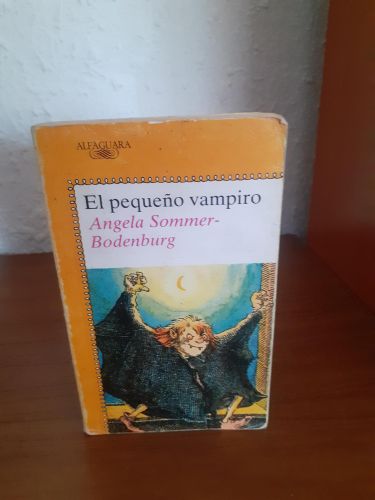 ALFAGUARA
El pequeño vampiro
Angela Sommer-
Bodenburg